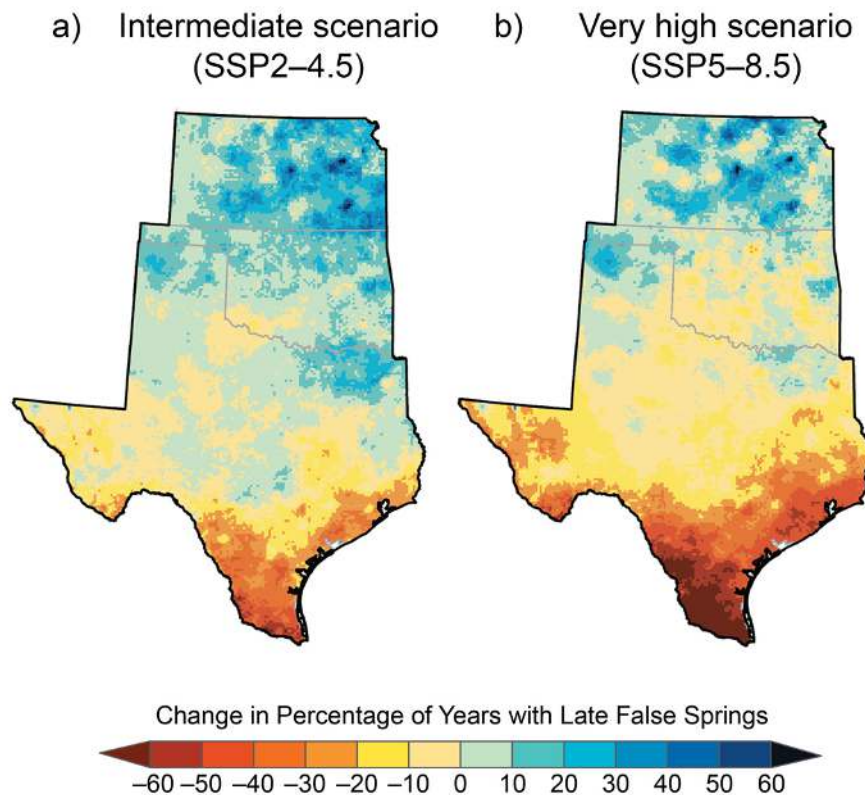 a) Intermediate scenario
(SSP2–4.5)
b) Very high scenario
(SSP5–8.5)
Change in Percentage of Years with Late False Springs
–60 –50 –40 –30 –20 –10 0 10 20 30 40 50 60